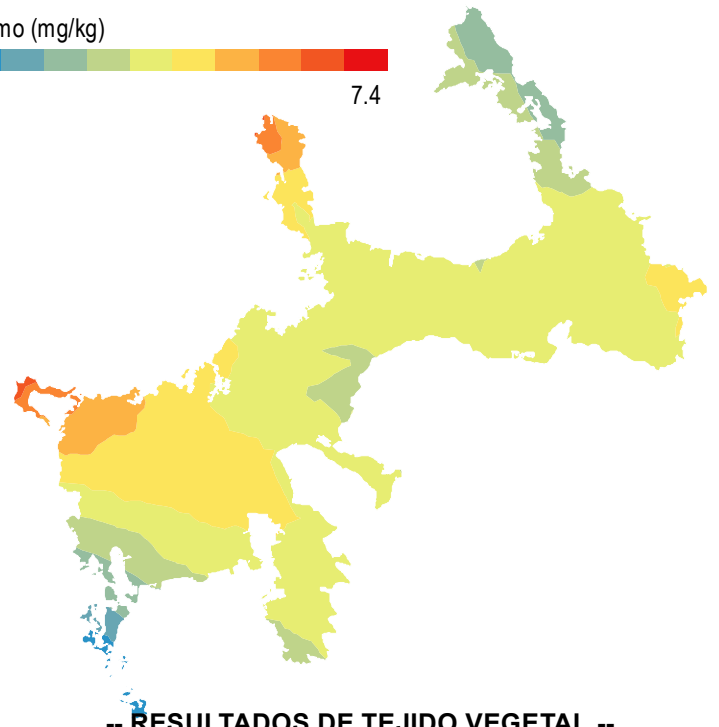 mo (mg/kg)
7.4
-- RESULTADOS DE TEJIDO VEGETAL --